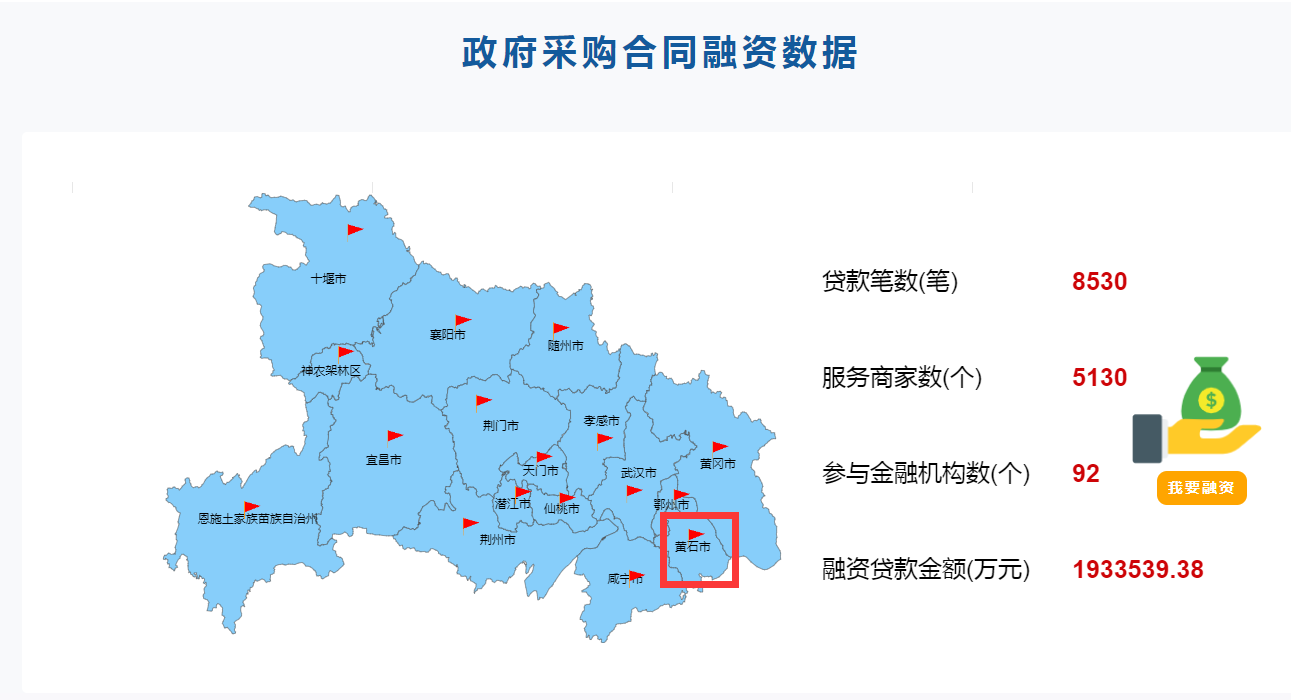 政府采购合同融资数据
十堰市
襄阳市
随州市
神农架林区
荆门市
孝感市
宜昌市
天门市
武汉市
黄冈市
潜江市
仙桃市
鄂州市
恩施土家族苗族自治州
荆州市
黄石市
咸宁市
贷款笔数(笔) 8530
服务商家数(个) 5130
参与金融机构数(个) 92
$
我要融资
融资贷款金额(万元) 1933539.38